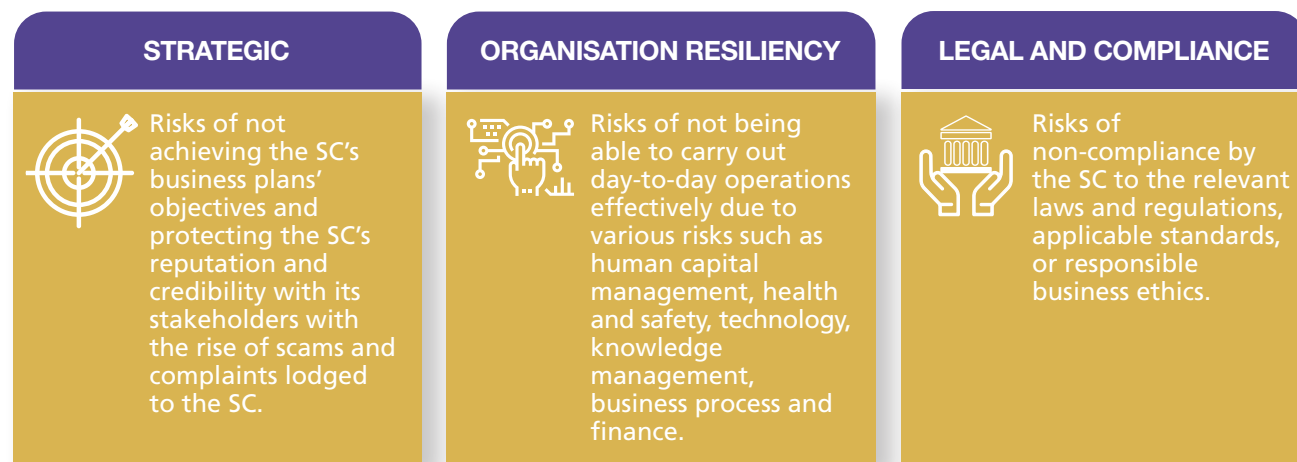 STRATEGIC
Risks of not
achieving the SC's
business plans'
objectives and
protecting the SC's
reputation and
credibility with its
stakeholders with
the rise of scams and
complaints lodged
to the SC.
ORGANISATION RESILIENCY
Risks of not being
able to carry out
day-to-day operations
effectively due to
various risks such as
human capital
management, health
and safety, technology,
knowledge
management,
business process and
finance.
LEGAL AND COMPLIANCE
Risks of
non-compliance by
the SC to the relevant
laws and regulations,
applicable standards,
or responsible
business ethics.